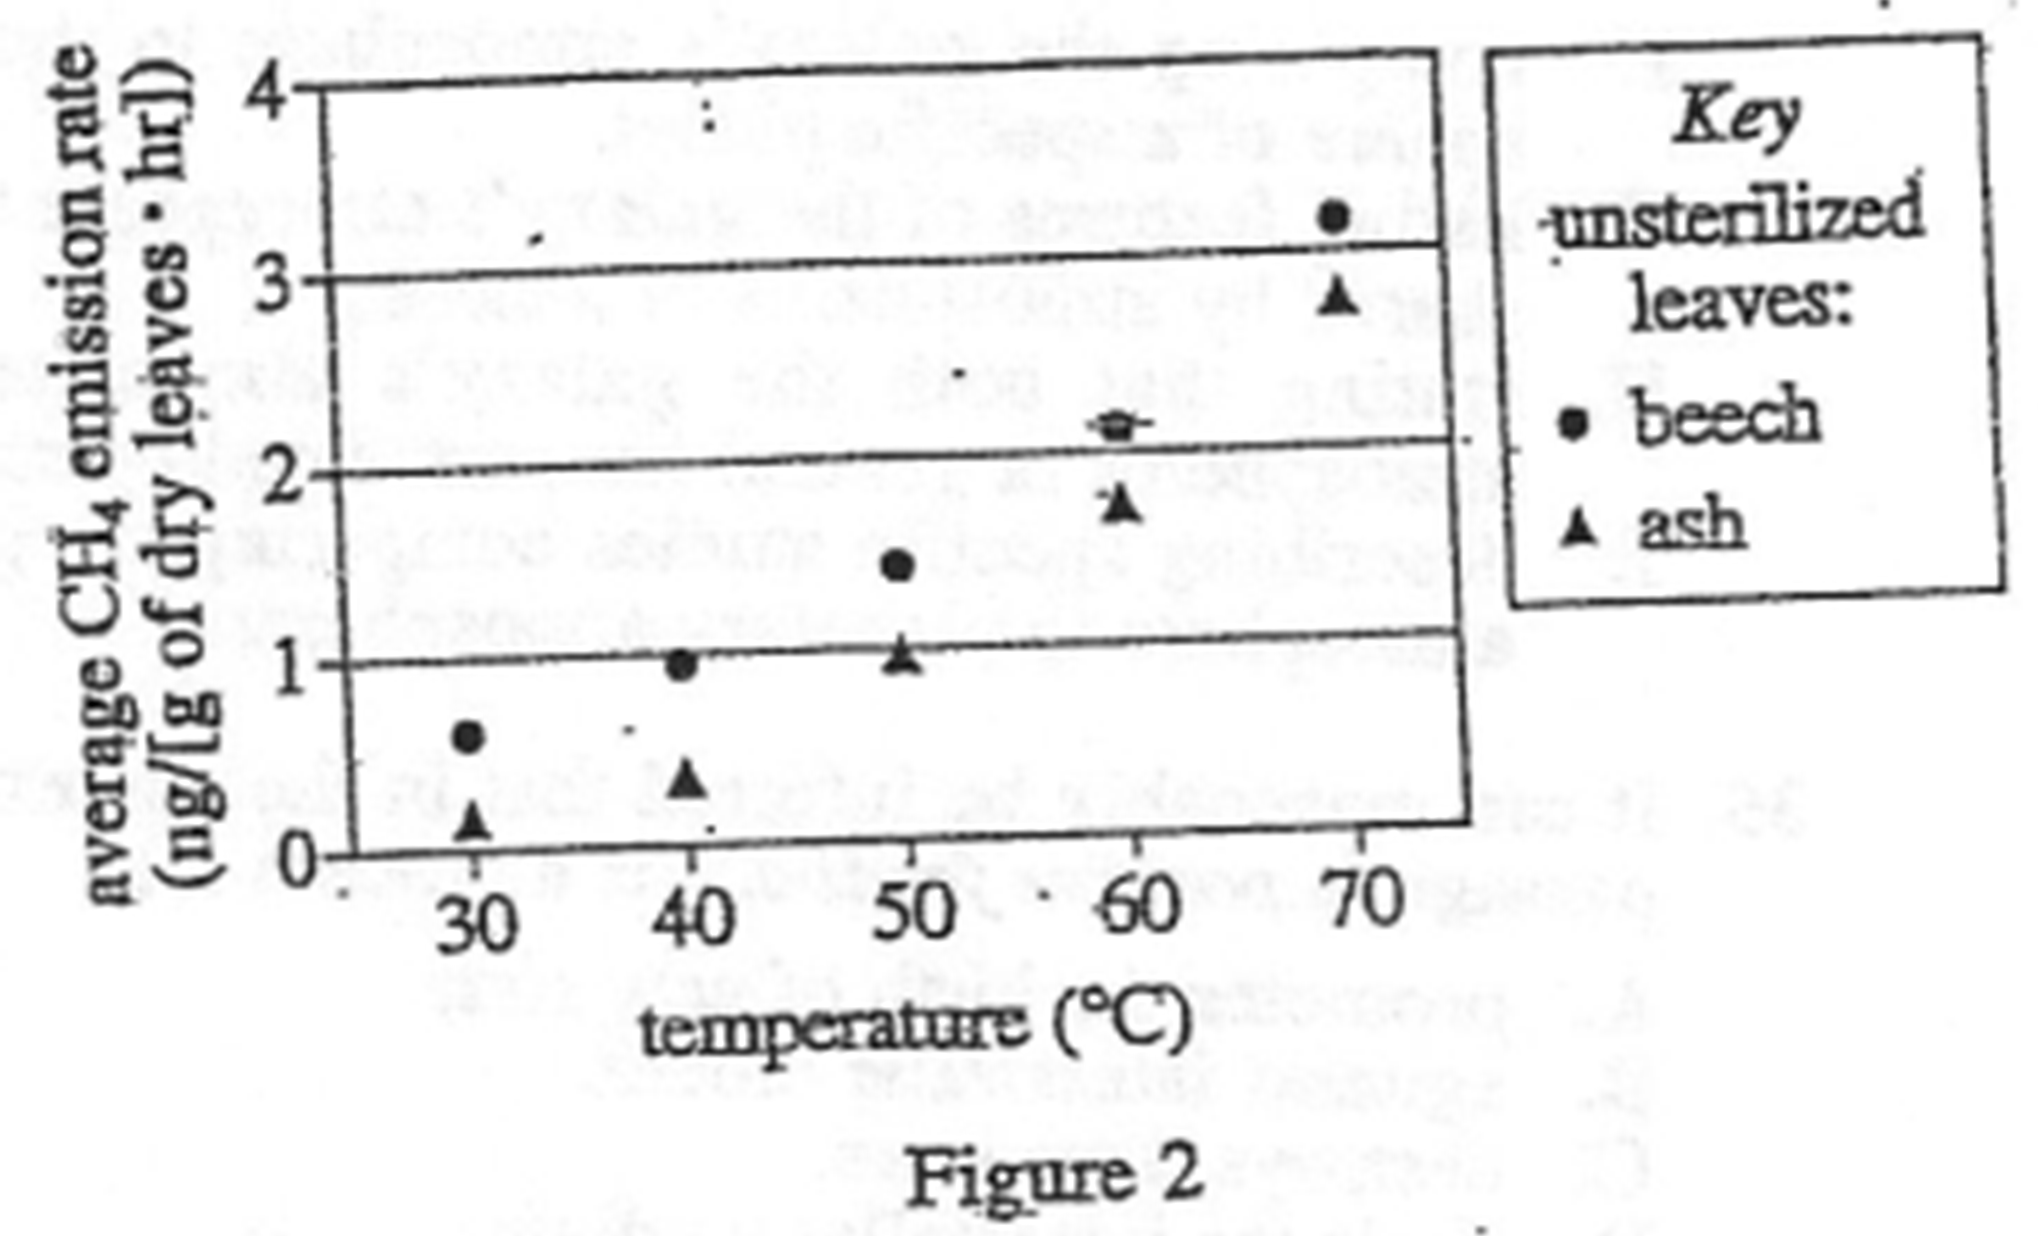 average CH₄ emission rate
(ng/[g of dry leaves • hr])
4
3
2
1
0
30 40 50 60 70
temperature (°C)
Key
unsterilized
leaves:
beech
ash
Figure 2